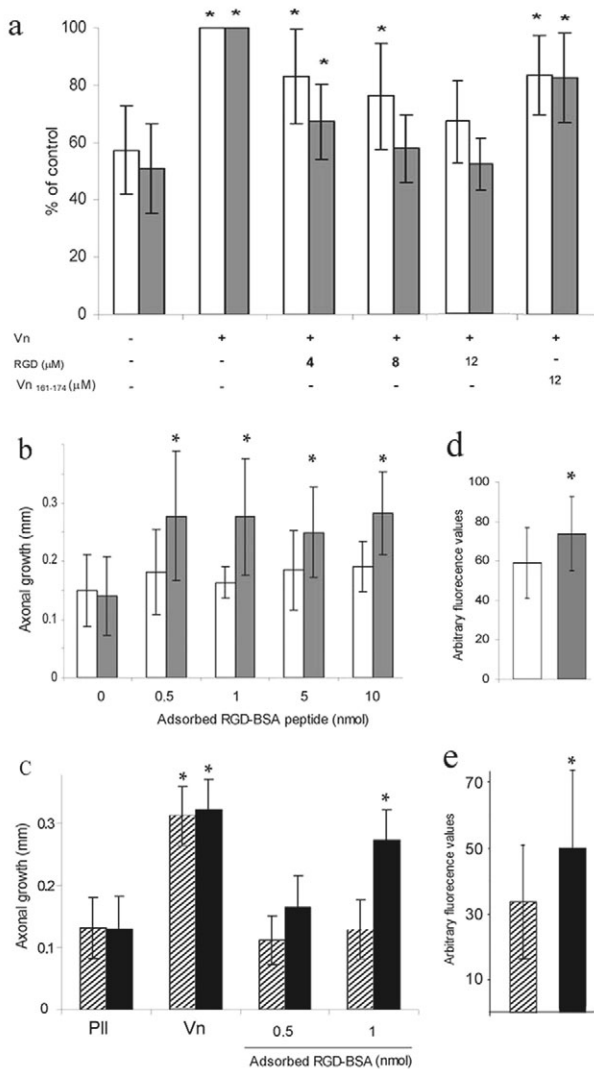 a
* * * * * * *
100
80
60
40
20
0
% of control
Vn - + + + + +
RGD (µM) - - 4 8 12 -
Vn 161-174 (µM) - - - - - 12
b
* * * *
0.3
0.2
0.1
0
Axonal growth (mm)
0 0.5 1 5 10
Adsorbed RGD-BSA peptide (nmol)
d
*
100
80
60
40
20
0
Arbitrary fluorecence values
c
* * *
0.3
0.2
0.1
0
Axonal growth (mm)
Pll Vn 0.5 1
Adsorbed RGD-BSA (nmol)
e
*
70
50
30
10
Arbitrary fluorecence values